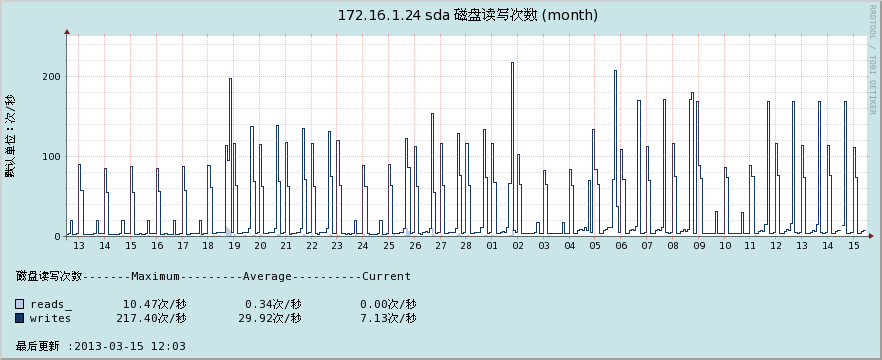 172.16.1.24 sda 磁盘读写次数 (month)
RRDTOOL / TOBI OETIKER
默认单位：次/秒
200
100
0
13 14 15 16 17 18 19 20 21 22 23 24 25 26 27 28 01 02 03 04 05 06 07 08 09 10 11 12 13 14 15
磁盘读写次数-------Maximum---------Average----------Current
reads_ 10.47次/秒 0.34次/秒 0.00次/秒
writes 217.40次/秒 29.92次/秒 7.13次/秒
最后更新 :2013-03-15 12:03